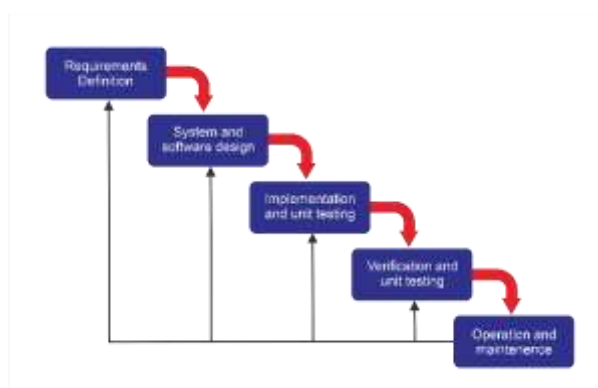 Requirements
Definition
System and
software design
Implementation
and unit testing
Verification and
unit testing
Operation and
maintenence